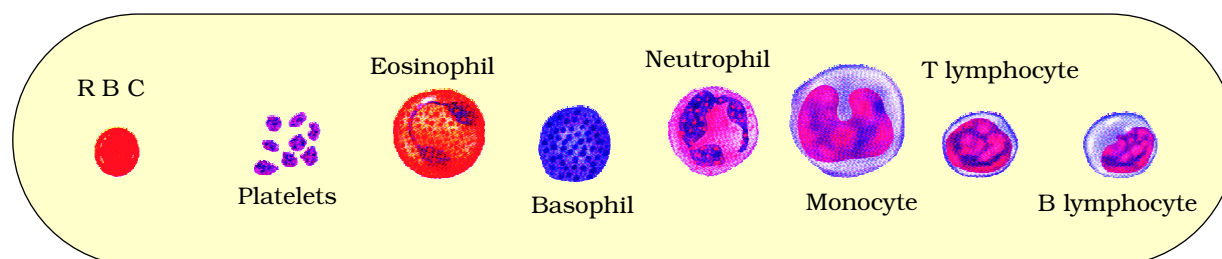 R B C
Platelets
Eosinophil
Basophil
Neutrophil
Monocyte
T lymphocyte
B lymphocyte